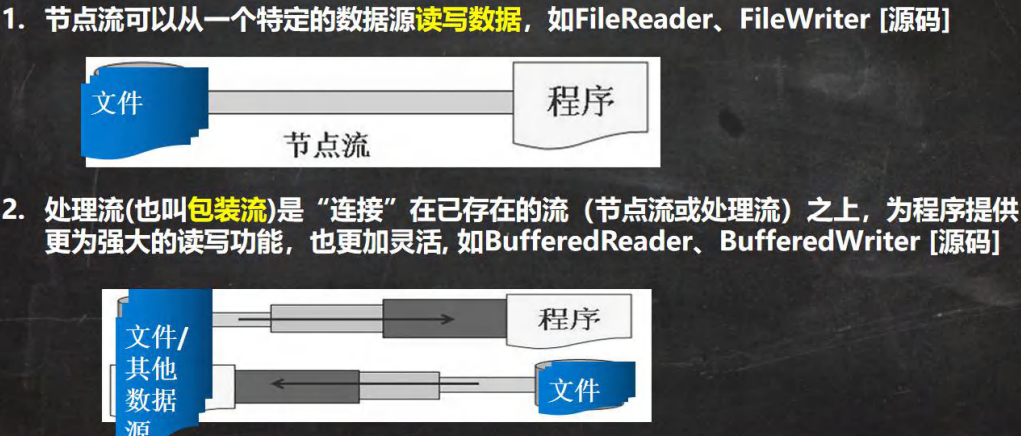 1. 节点流可以从一个特定的数据源读写数据，如FileReader、FileWriter [源码]
文件
程序
节点流
2. 处理流(也叫包装流)是“连接”在已存在的流（节点流或处理流）之上，为程序提供
更为强大的读写功能，也更加灵活, 如BufferedReader、BufferedWriter [源码]
文件/
其他
数据
源
程序
文件